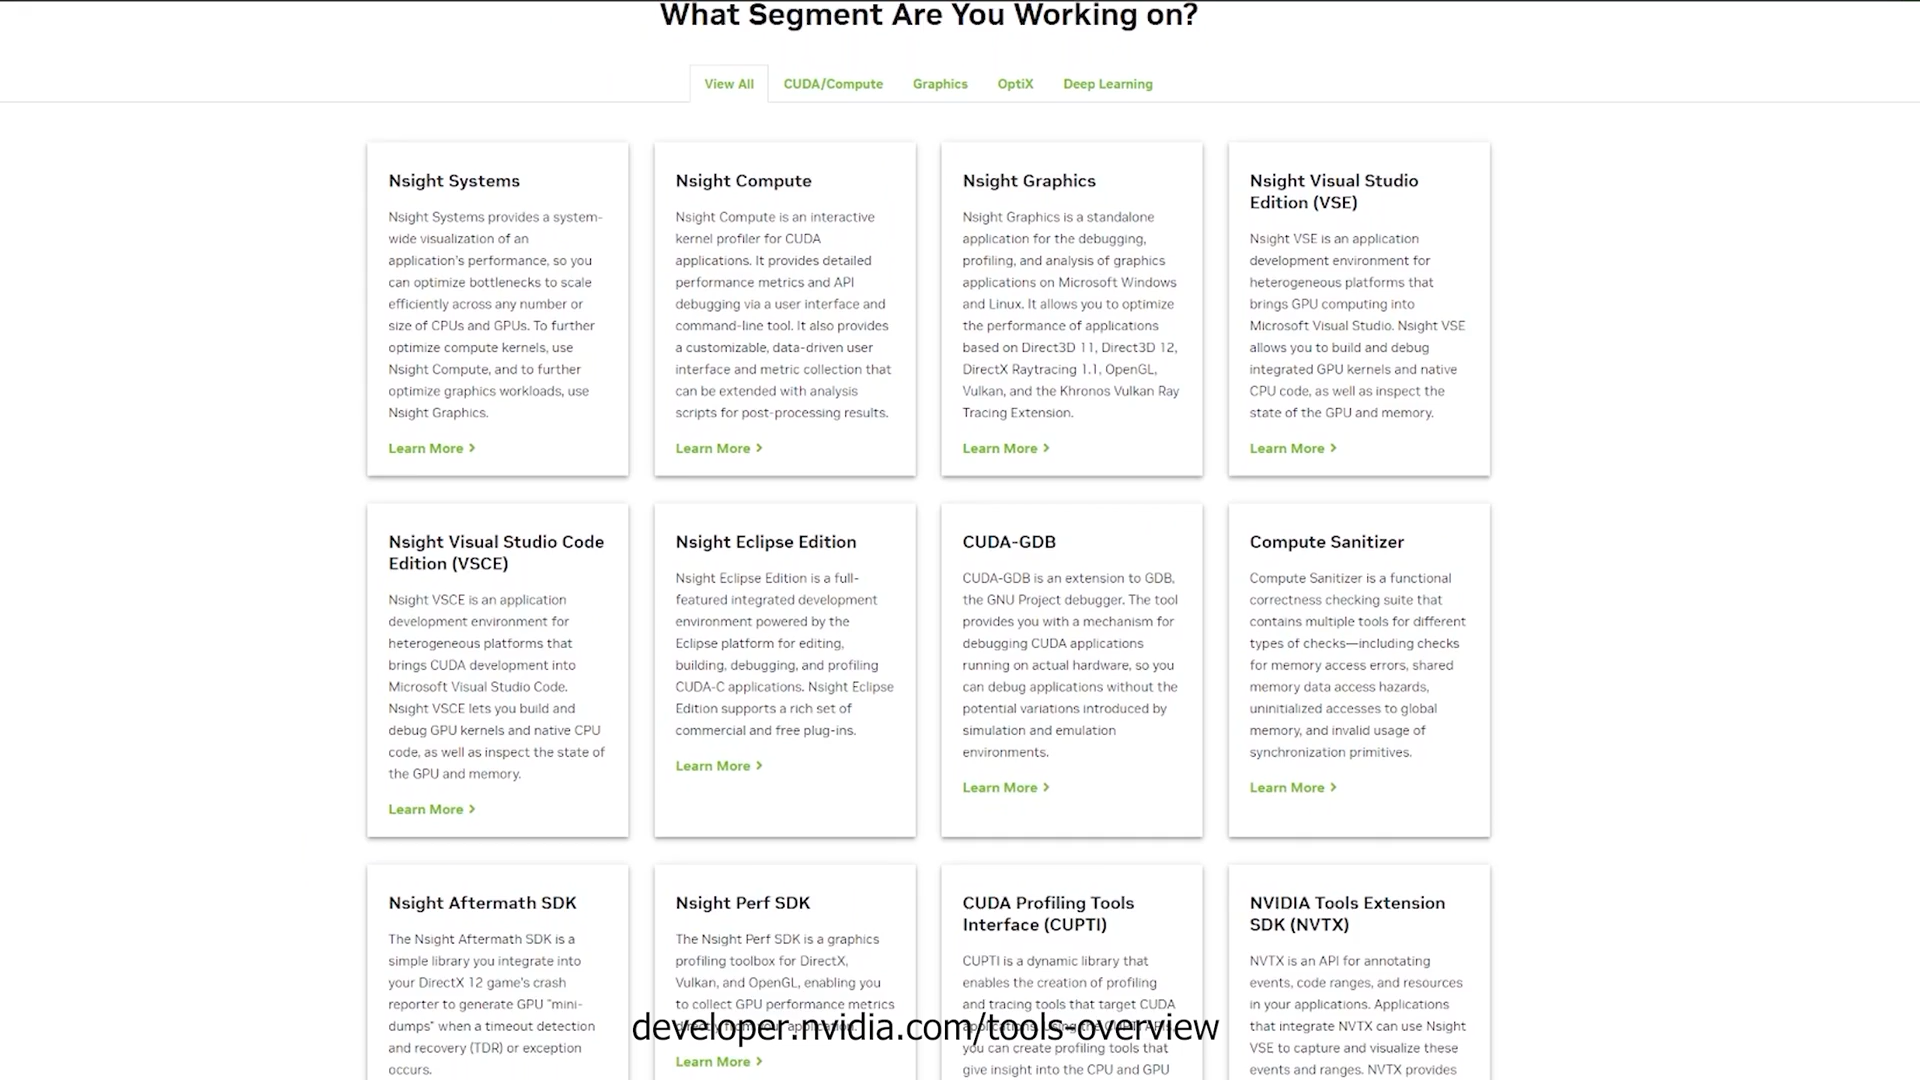 What Segment Are You Working on?
View All
CUDA/Compute
Graphics
OptiX
Deep Learning
Nsight Systems
Nsight Systems provides a system-
wide visualization of an
application's performance, so you
can optimize bottlenecks to scale
efficiently across any number or
size of CPUs and GPUs. To further
optimize compute kernels, use
Nsight Compute, and to further
optimize graphics workloads, use
Nsight Graphics.
Learn More >
Nsight Compute
Nsight Compute is an interactive
kernel profiler for CUDA
applications. It provides detailed
performance metrics and API
debugging via a user interface and
command-line tool. It also provides
a customizable, data-driven user
interface and metric collection that
can be extended with analysis
scripts for post-processing results.
Learn More >
Nsight Graphics
Nsight Graphics is a standalone
application for the debugging,
profiling, and analysis of graphics
applications on Microsoft Windows
and Linux. It allows you to optimize
the performance of applications
based on Direct3D 11, Direct3D 12,
DirectX Raytracing 1.1, OpenGL,
Vulkan, and the Khronos Vulkan Ray
Tracing Extension.
Learn More >
Nsight Visual Studio
Edition (VSE)
Nsight VSE is an application
development environment for
heterogeneous platforms that
brings GPU computing into
Microsoft Visual Studio. Nsight VSE
allows you to build and debug
integrated GPU kernels and native
CPU code, as well as inspect the
state of the GPU and memory.
Learn More >
Nsight Visual Studio Code
Edition (VSCE)
Nsight VSCE is an application
development environment for
heterogeneous platforms that
brings CUDA development into
Microsoft Visual Studio Code.
Nsight VSCE lets you build and
debug GPU kernels and native CPU
code, as well as inspect the state of
the GPU and memory.
Learn More >
Nsight Eclipse Edition
Nsight Eclipse Edition is a full-
featured integrated development
environment powered by the
Eclipse platform for editing,
building, debugging, and profiling
CUDA-C applications. Nsight Eclipse
Edition supports a rich set of
commercial and free plug-ins.
Learn More >
CUDA-GDB
CUDA-GDB is an extension to GDB,
the GNU Project debugger. The tool
provides you with a mechanism for
debugging CUDA applications
running on actual hardware, so you
can debug applications without the
potential variations introduced by
simulation and emulation
environments.
Learn More >
Compute Sanitizer
Compute Sanitizer is a functional
correctness checking suite that
contains multiple tools for different
types of checks—including checks
for memory access errors, shared
memory data access hazards,
uninitialized accesses to global
memory, and invalid usage of
synchronization primitives.
Learn More >
Nsight Aftermath SDK
The Nsight Aftermath SDK is a
simple library you integrate into
your DirectX 12 game's crash
reporter to generate GPU "mini-
dumps" when a timeout detection
and recovery (TDR) or exception
occurs.
Nsight Perf SDK
The Nsight Perf SDK is a graphics
profiling toolbox for DirectX,
Vulkan, and OpenGL, enabling you
to collect GPU performance metrics
directly from your application.
Learn More >
CUDA Profiling Tools
Interface (CUPTI)
CUPTI is a dynamic library that
enables the creation of profiling
and tracing tools that target CUDA
applications. Using the CUPTI APIs,
you can create profiling tools that
give insight into the CPU and GPU
NVIDIA Tools Extension
SDK (NVTX)
NVTX is an API for annotating
events, code ranges, and resources
in your applications. Applications
that integrate NVTX can use Nsight
VSE to capture and visualize these
events and ranges. NVTX provides
developer.nvidia.com/tools-overview